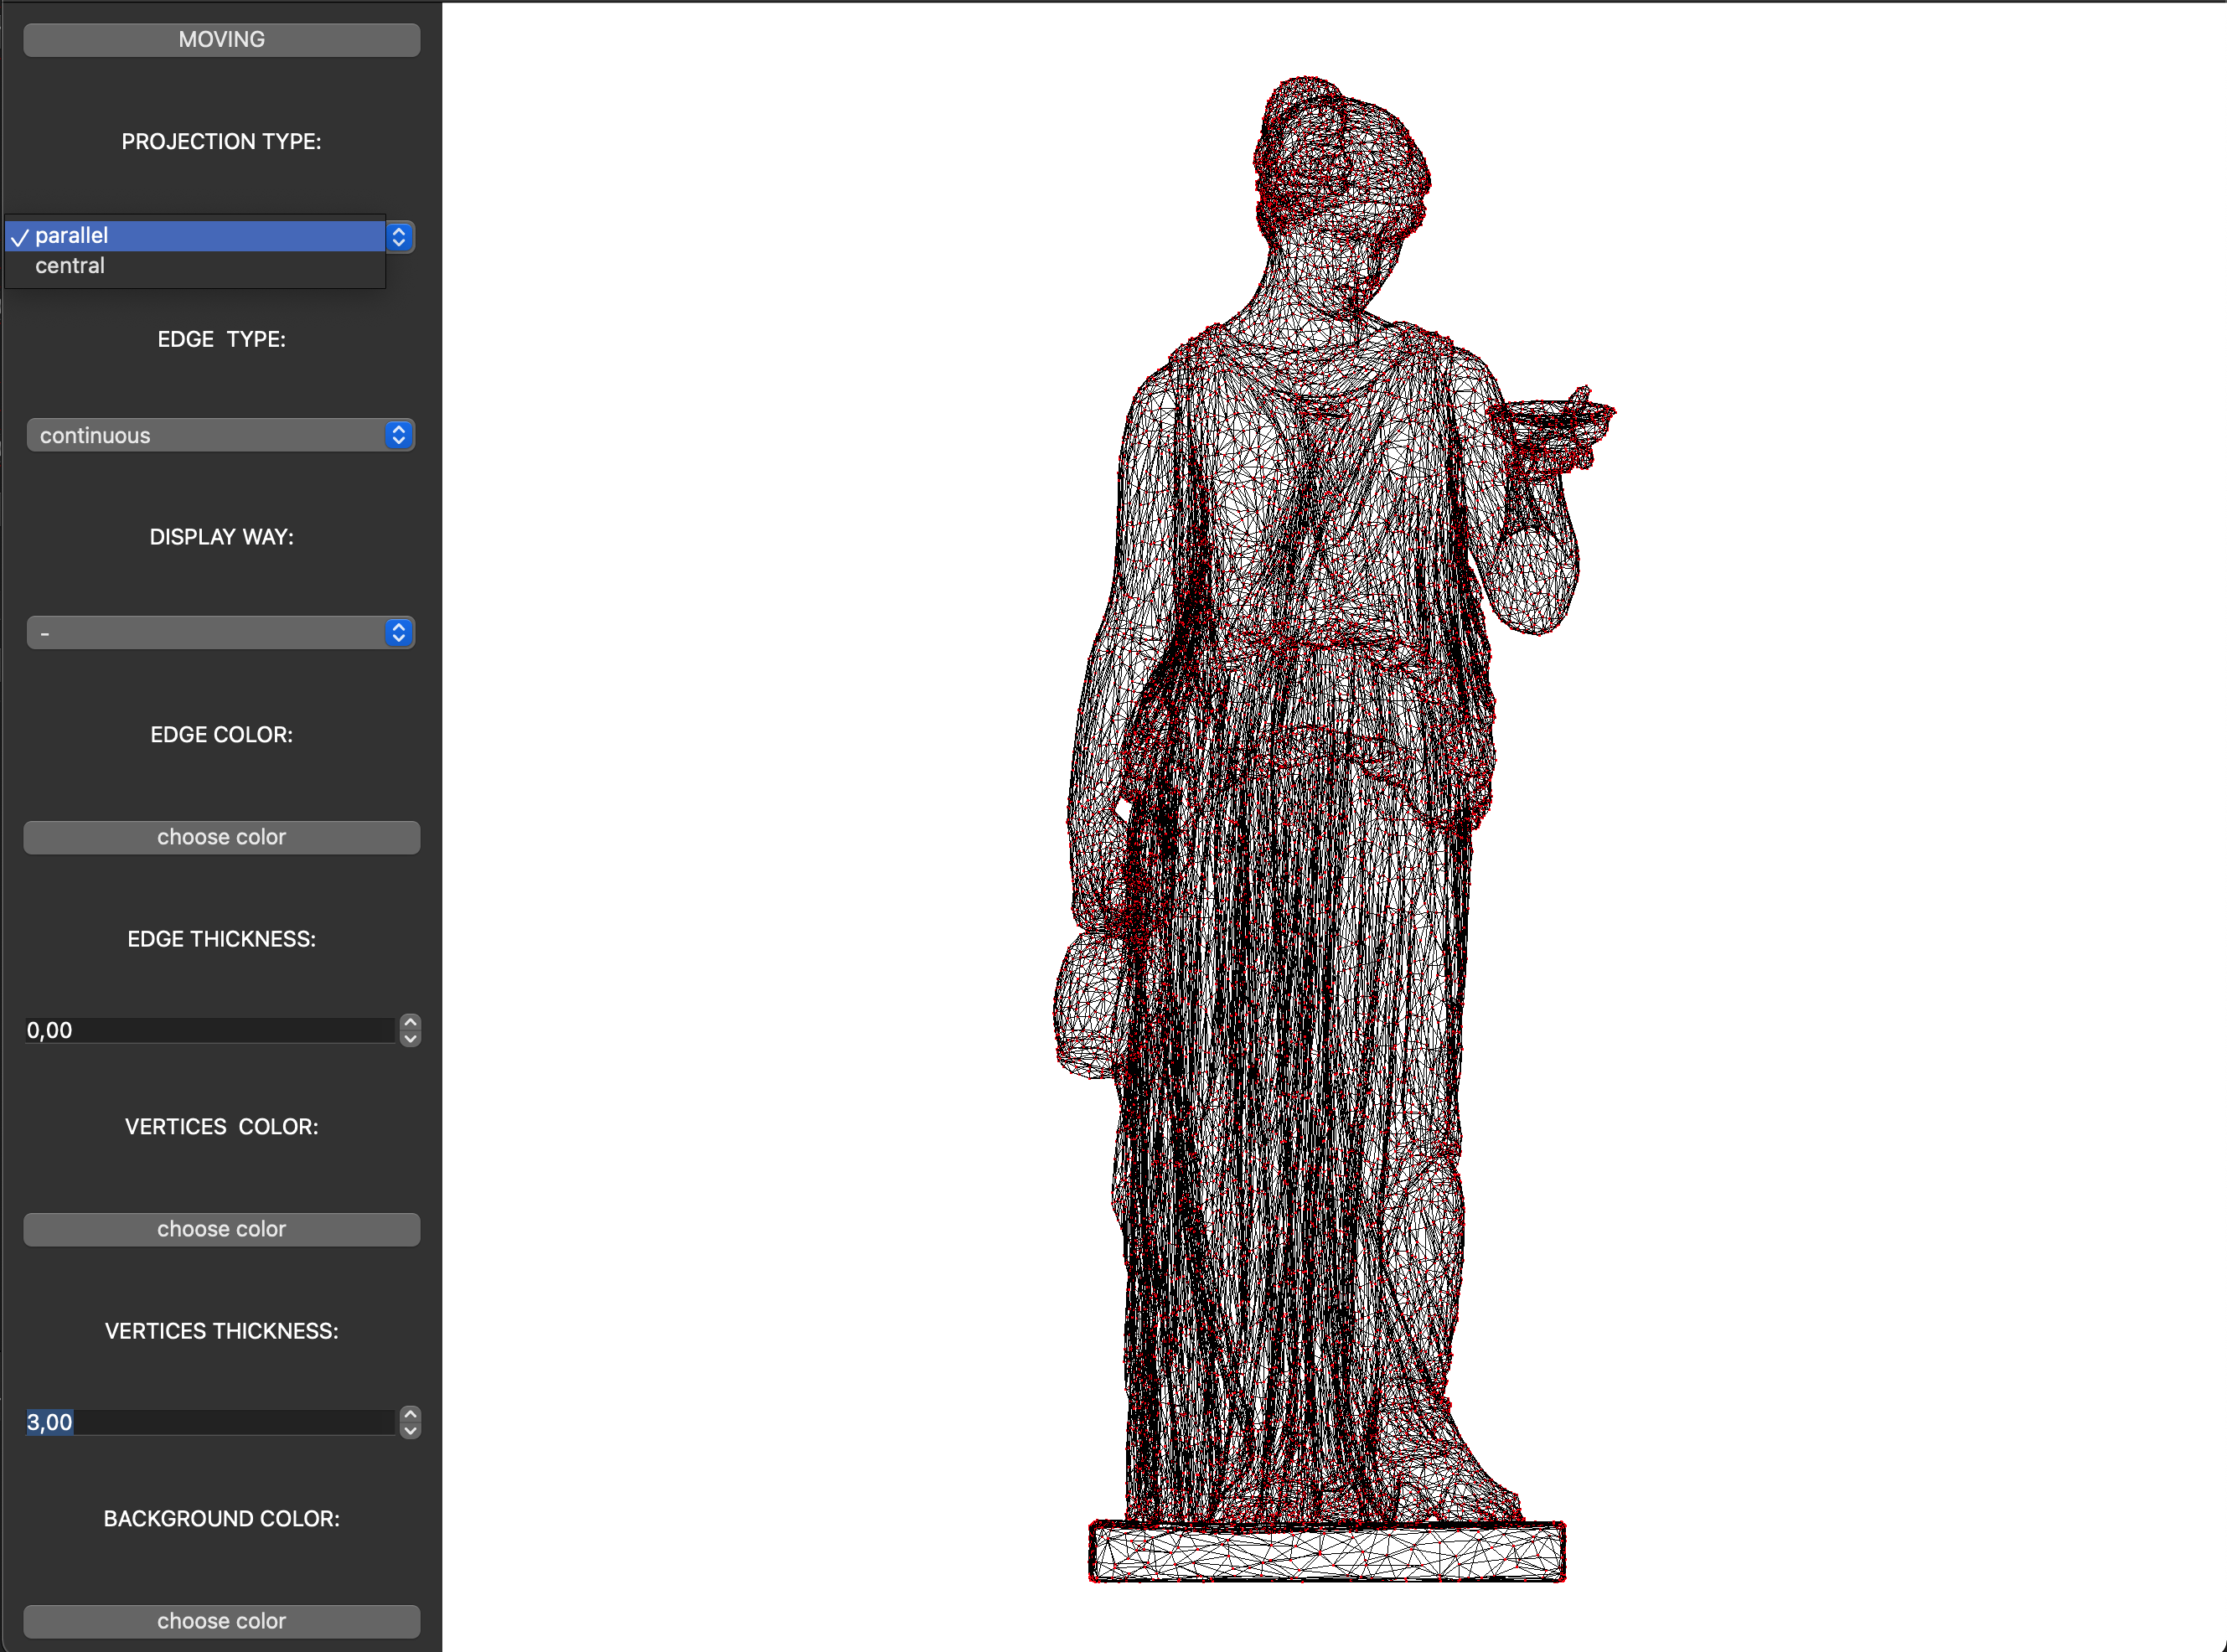 MOVING
PROJECTION TYPE:
parallel
central
EDGE  TYPE:
continuous
DISPLAY WAY:
-
EDGE COLOR:
choose color
EDGE THICKNESS:
0,00
VERTICES  COLOR:
choose color
VERTICES THICKNESS:
3,00
BACKGROUND COLOR:
choose color